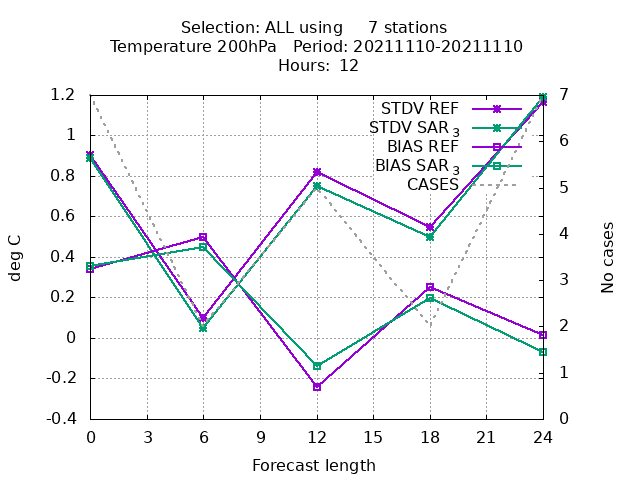 Selection: ALL using     7 stations
Temperature 200hPa   Period: 20211110-20211110
Hours:  12
STDV REF
STDV SAR 3
BIAS REF
BIAS SAR 3
CASES
1.2
1
0.8
0.6
0.4
0.2
0
-0.2
-0.4
deg C
7
6
5
4
3
2
1
0
No cases
0 3 6 9 12 15 18 21 24
Forecast length